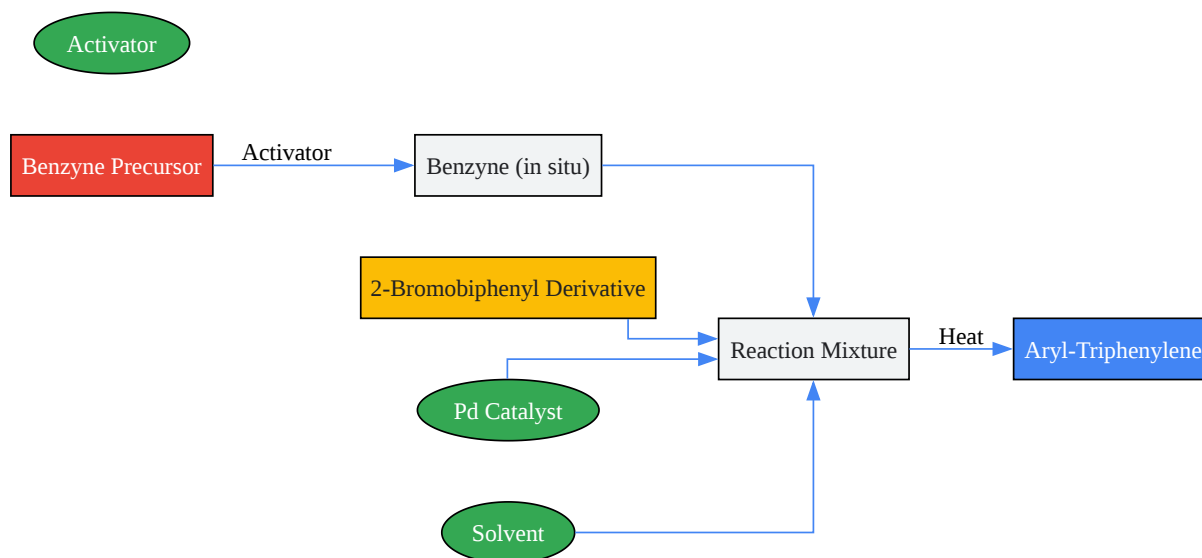 Activator
Benzyne Precursor
Activator
Benzyne (in situ)
2-Bromobiphenyl Derivative
Reaction Mixture
Heat
Aryl-Triphenylene
Pd Catalyst
Solvent